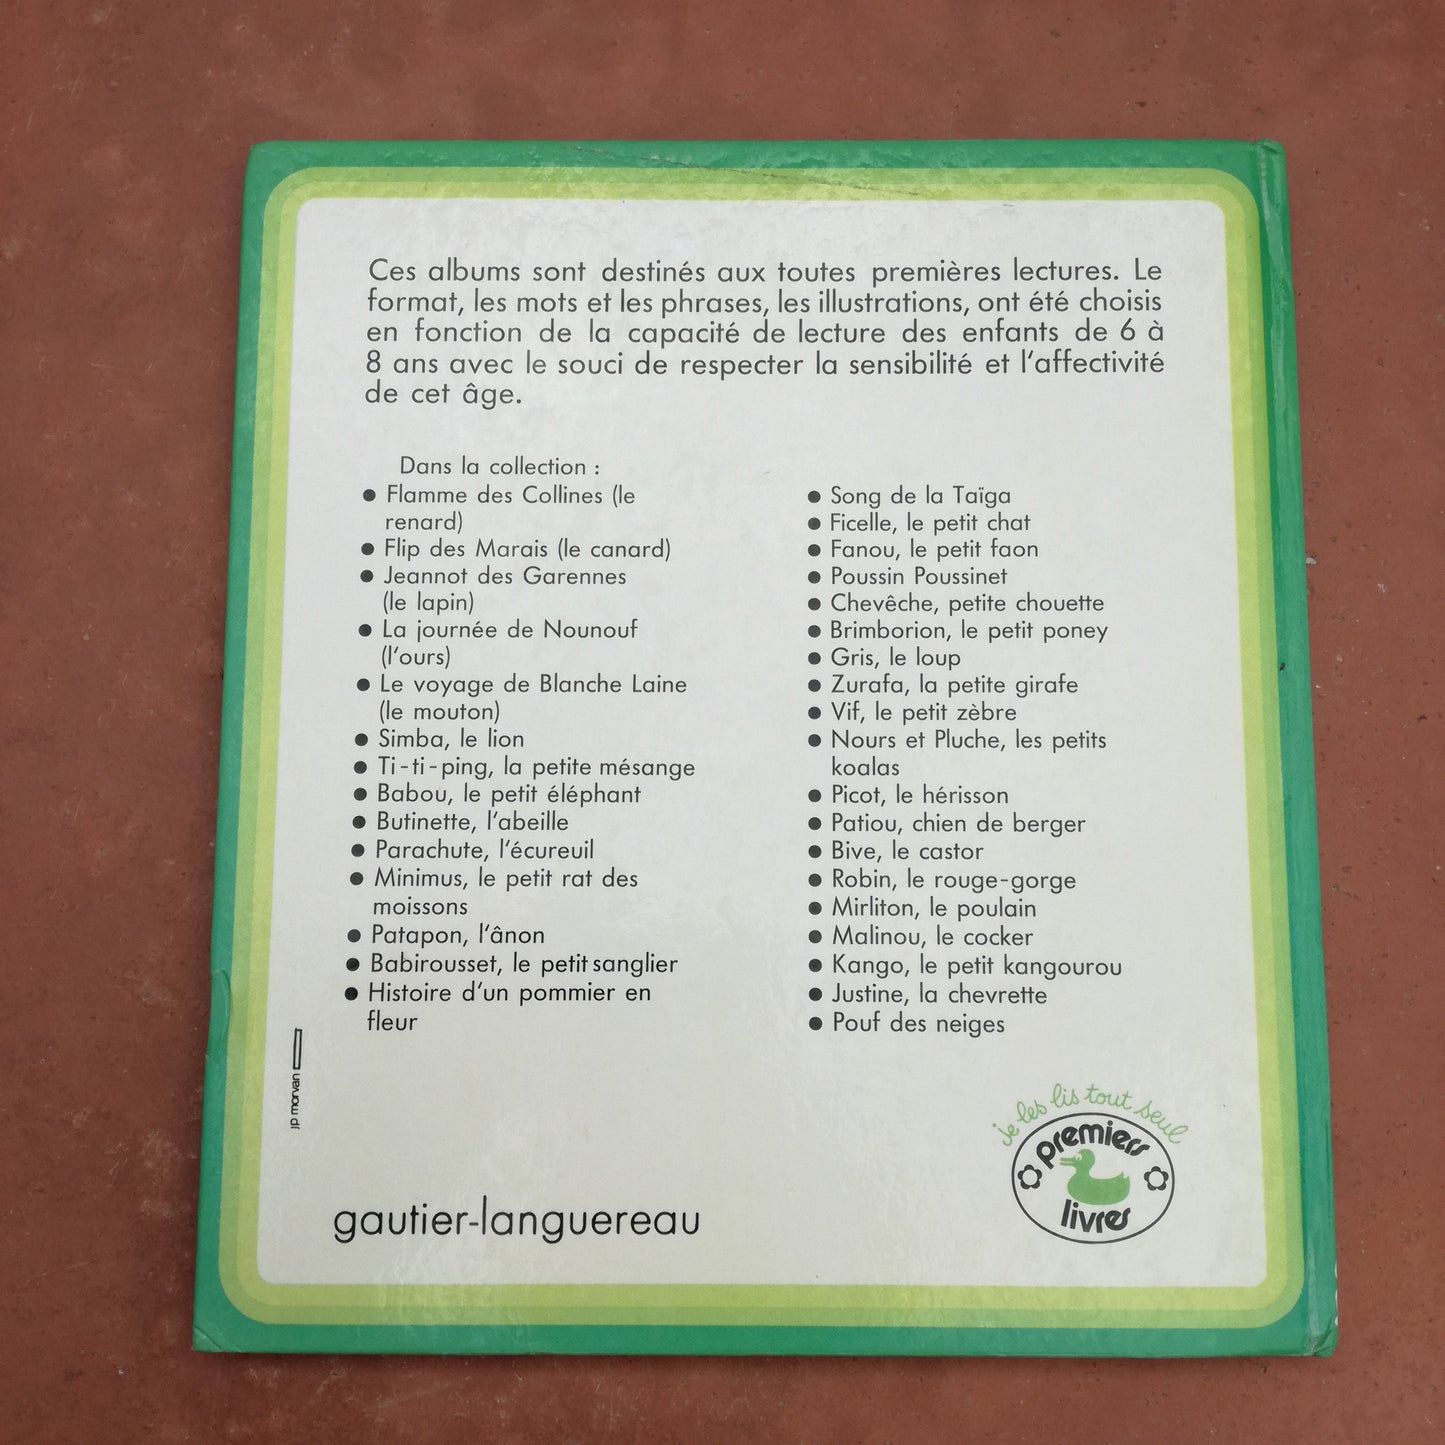 Ces albums sont destinés aux toutes premières lectures. Le
format, les mots et les phrases, les illustrations, ont été choisis
en fonction de la capacité de lecture des enfants de 6 à
8 ans avec le souci de respecter la sensibilité et l'affectivité
de cet âge.
Dans la collection :
● Flamme des Collines (le
renard)
● Flip des Marais (le canard)
● Jeannot des Garennes
(le lapin)
● La journée de Nounouf
(l'ours)
● Le voyage de Blanche Laine
(le mouton)
● Simba, le lion
● Ti-ti-ping, la petite mésange
● Babou, le petit éléphant
● Butinette, l'abeille
● Parachute, l'écureuil
● Minimus, le petit rat des
moissons
● Patapon, l'ânon
● Babirousset, le petit sanglier
● Histoire d'un pommier en
fleur
● Song de la Taïga
● Ficelle, le petit chat
● Fanou, le petit faon
● Poussin Poussinet
● Chevêche, petite chouette
● Brimborion, le petit poney
● Gris, le loup
● Zurafa, la petite girafe
● Vif, le petit zèbre
● Nours et Pluche, les petits
koalas
● Picot, le hérisson
● Patiou, chien de berger
● Bive, le castor
● Robin, le rouge-gorge
● Mirliton, le poulain
● Malinou, le cocker
● Kango, le petit kangourou
● Justine, la chevrette
● Pouf des neiges
jp morvan
gautier-languereau
je les lis tout seul
premiers
livres